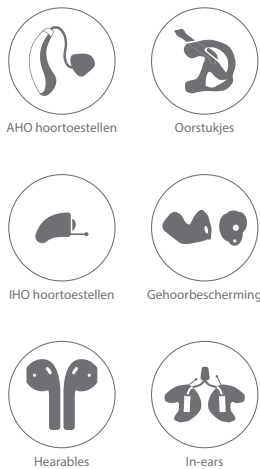 AHO hoortoestellen
Oorstukjes
IHO hoortoestellen
Gehoorbescherming
Hearables
In-ears